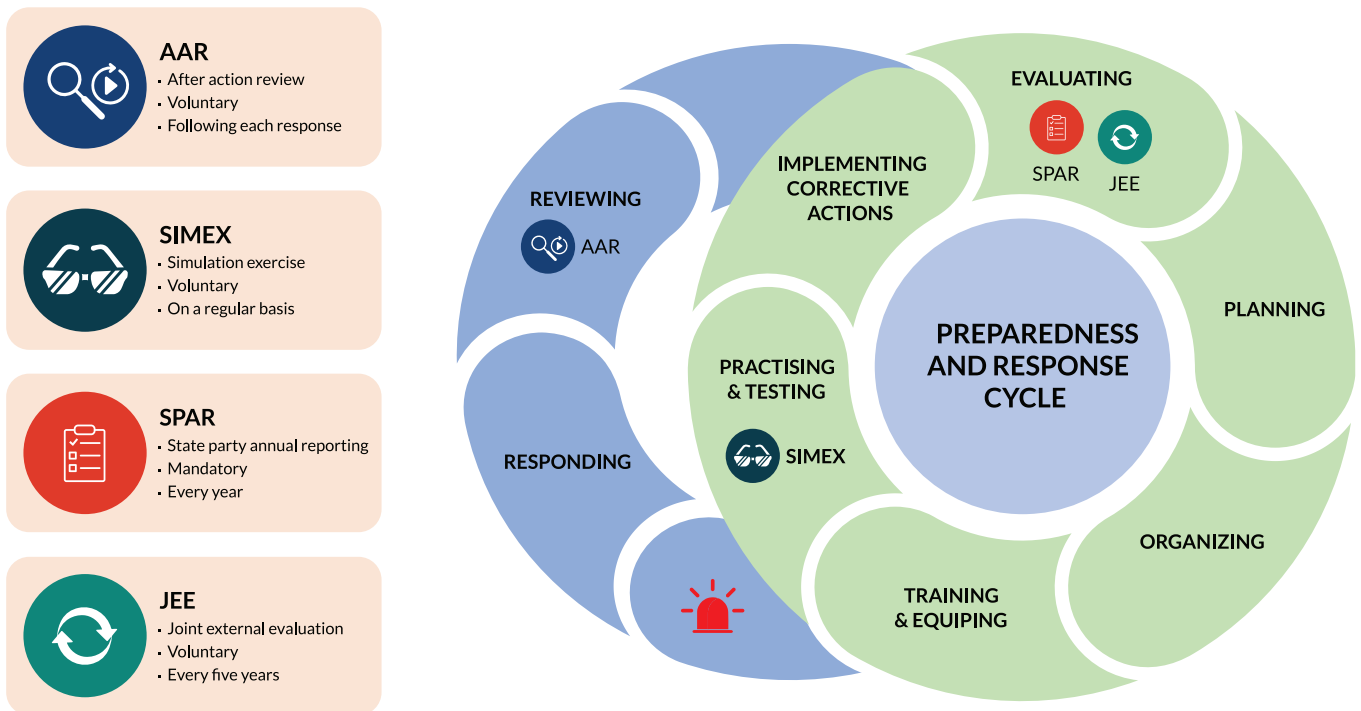 AAR
· After action review
· Voluntary
· Following each response
SIMEX
· Simulation exercise
· Voluntary
· On a regular basis
SPAR
· State party annual reporting
· Mandatory
· Every year
JEE
· Joint external evaluation
· Voluntary
· Every five years
REVIEWING
AAR
RESPONDING
IMPLEMENTING
CORRECTIVE
ACTIONS
PRACTISING
& TESTING
SIMEX
EVALUATING
SPAR
JEE
PLANNING
ORGANIZING
TRAINING
& EQUIPING
PREPAREDNESS
AND RESPONSE
CYCLE